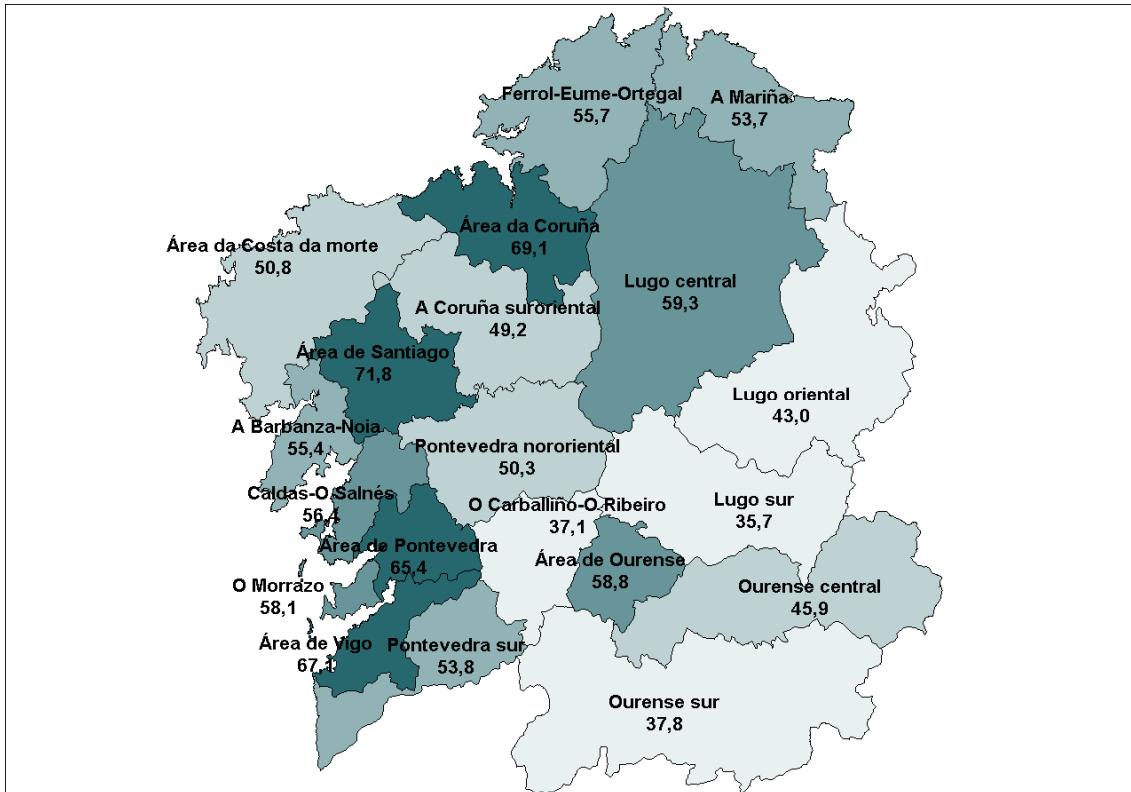 Ferrol-Eume-Ortegal
55,7
A Mariña
53,7
Área da Coruña
69,1
Área da Costa da morte
50,8
Lugo central
59,3
A Coruña suroriental
49,2
Área de Santiago
71,8
Lugo oriental
43,0
A Barbanza-Noia
55,4
Pontevedra nororiental
50,3
Caldas-O Salnés
56,4
O Carballiño-O Ribeiro
37,1
Lugo sur
35,7
Área de Pontevedra
65,4
Área de Ourense
58,8
O Morrazo
58,1
Ourense central
45,9
Área de Vigo
67,1
Pontevedra sur
53,8
Ourense sur
37,8